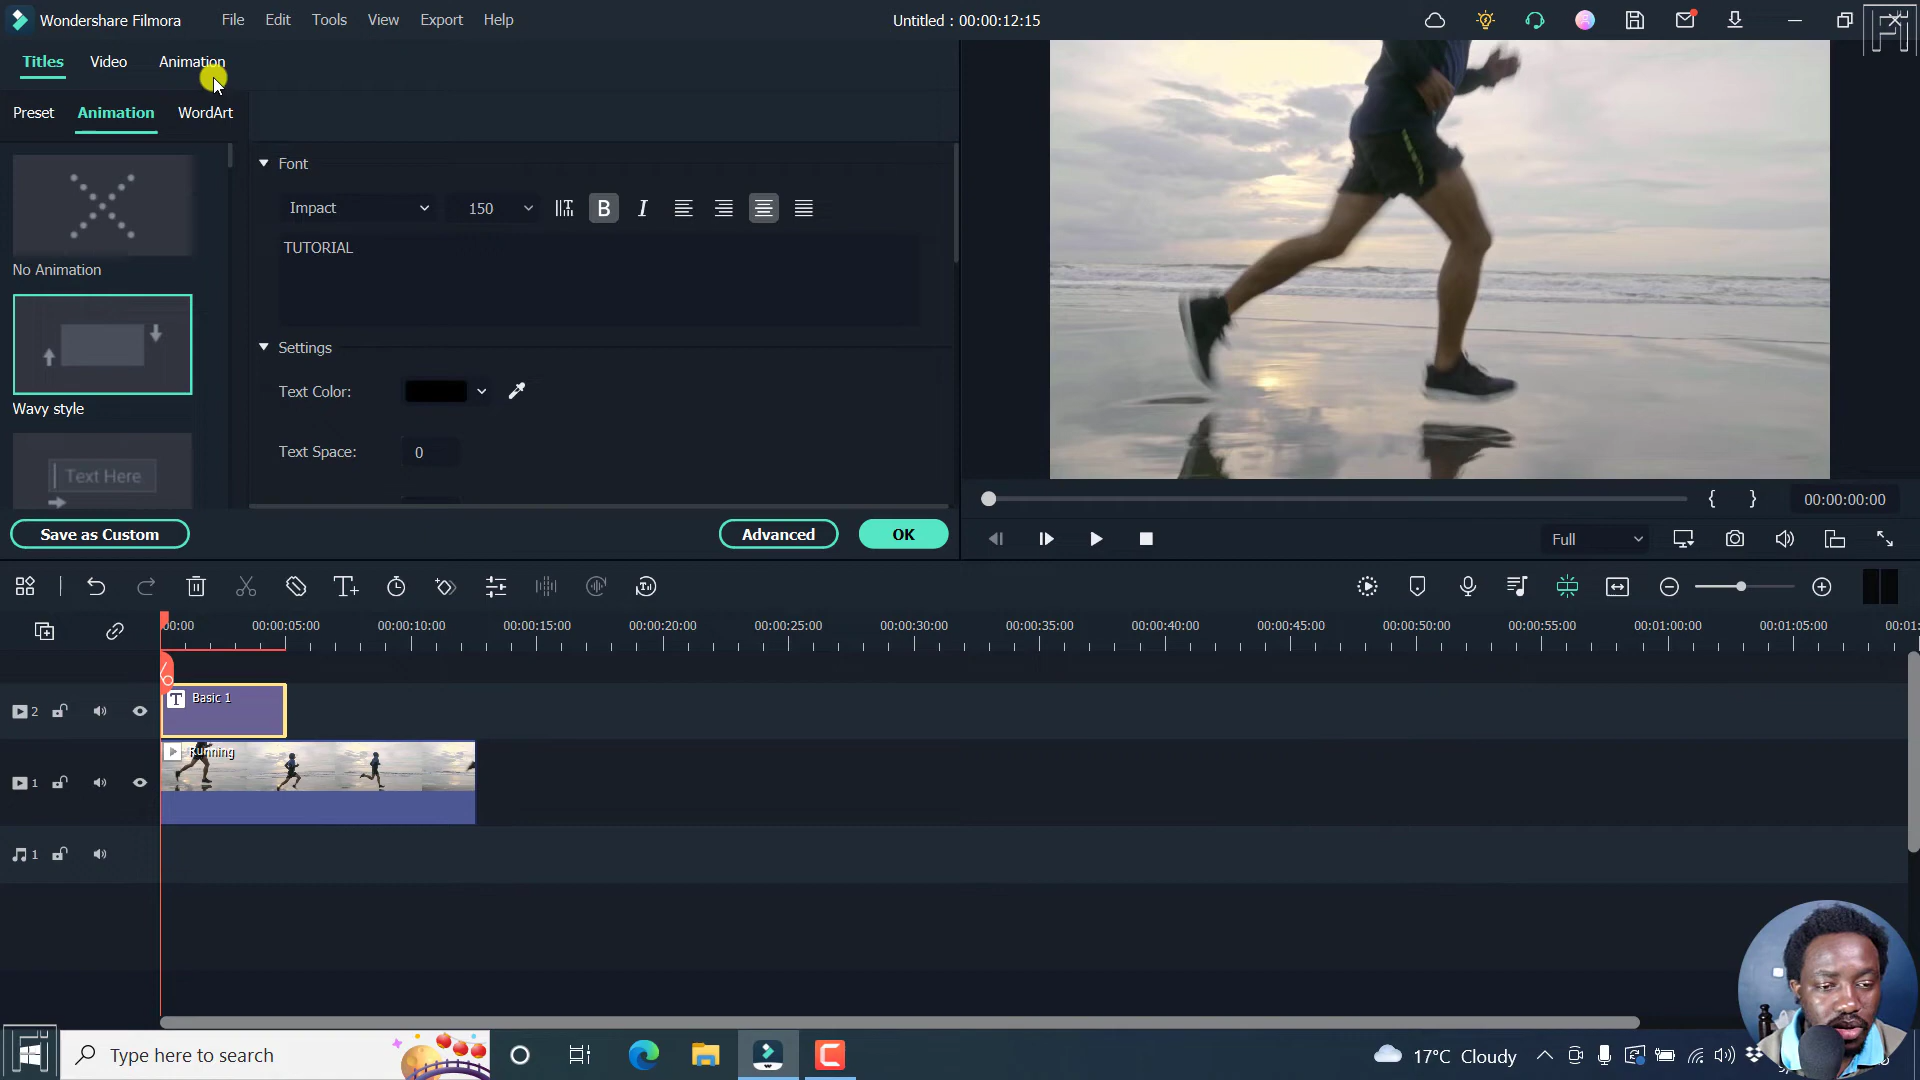 Wondershare Filmora File Edit Tools View Export Help Untitled : 00:00:12:15
Titles Video Animation
Preset Animation WordArt
Font
Impact 150
TUTORIAL
No Animation
Settings
Text Color:
Wavy style
Text Space: 0
Text Here
Save as Custom Advanced OK
00:00:00:00
Full
00:00 00:00:05:00 00:00:10:00 00:00:15:00 00:00:20:00 00:00:25:00 00:00:30:00 00:00:35:00 00:00:40:00 00:00:45:00 00:00:50:00 00:00:55:00 00:01:00:00 00:01:05:00 00:01:
2 T Basic 1
Running
1
1
Type here to search 17°C Cloudy